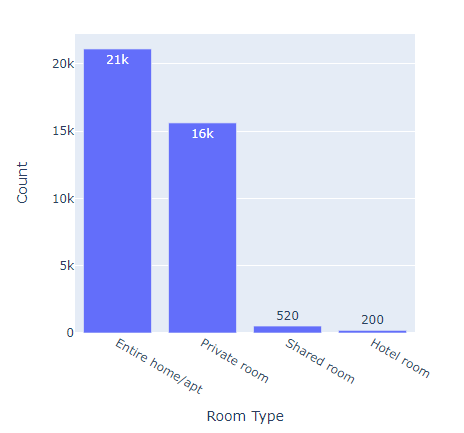 20k
15k
10k
5k
0
Count
21k
16k
520
200
Entire home/apt
Private room
Shared room
Hotel room
Room Type